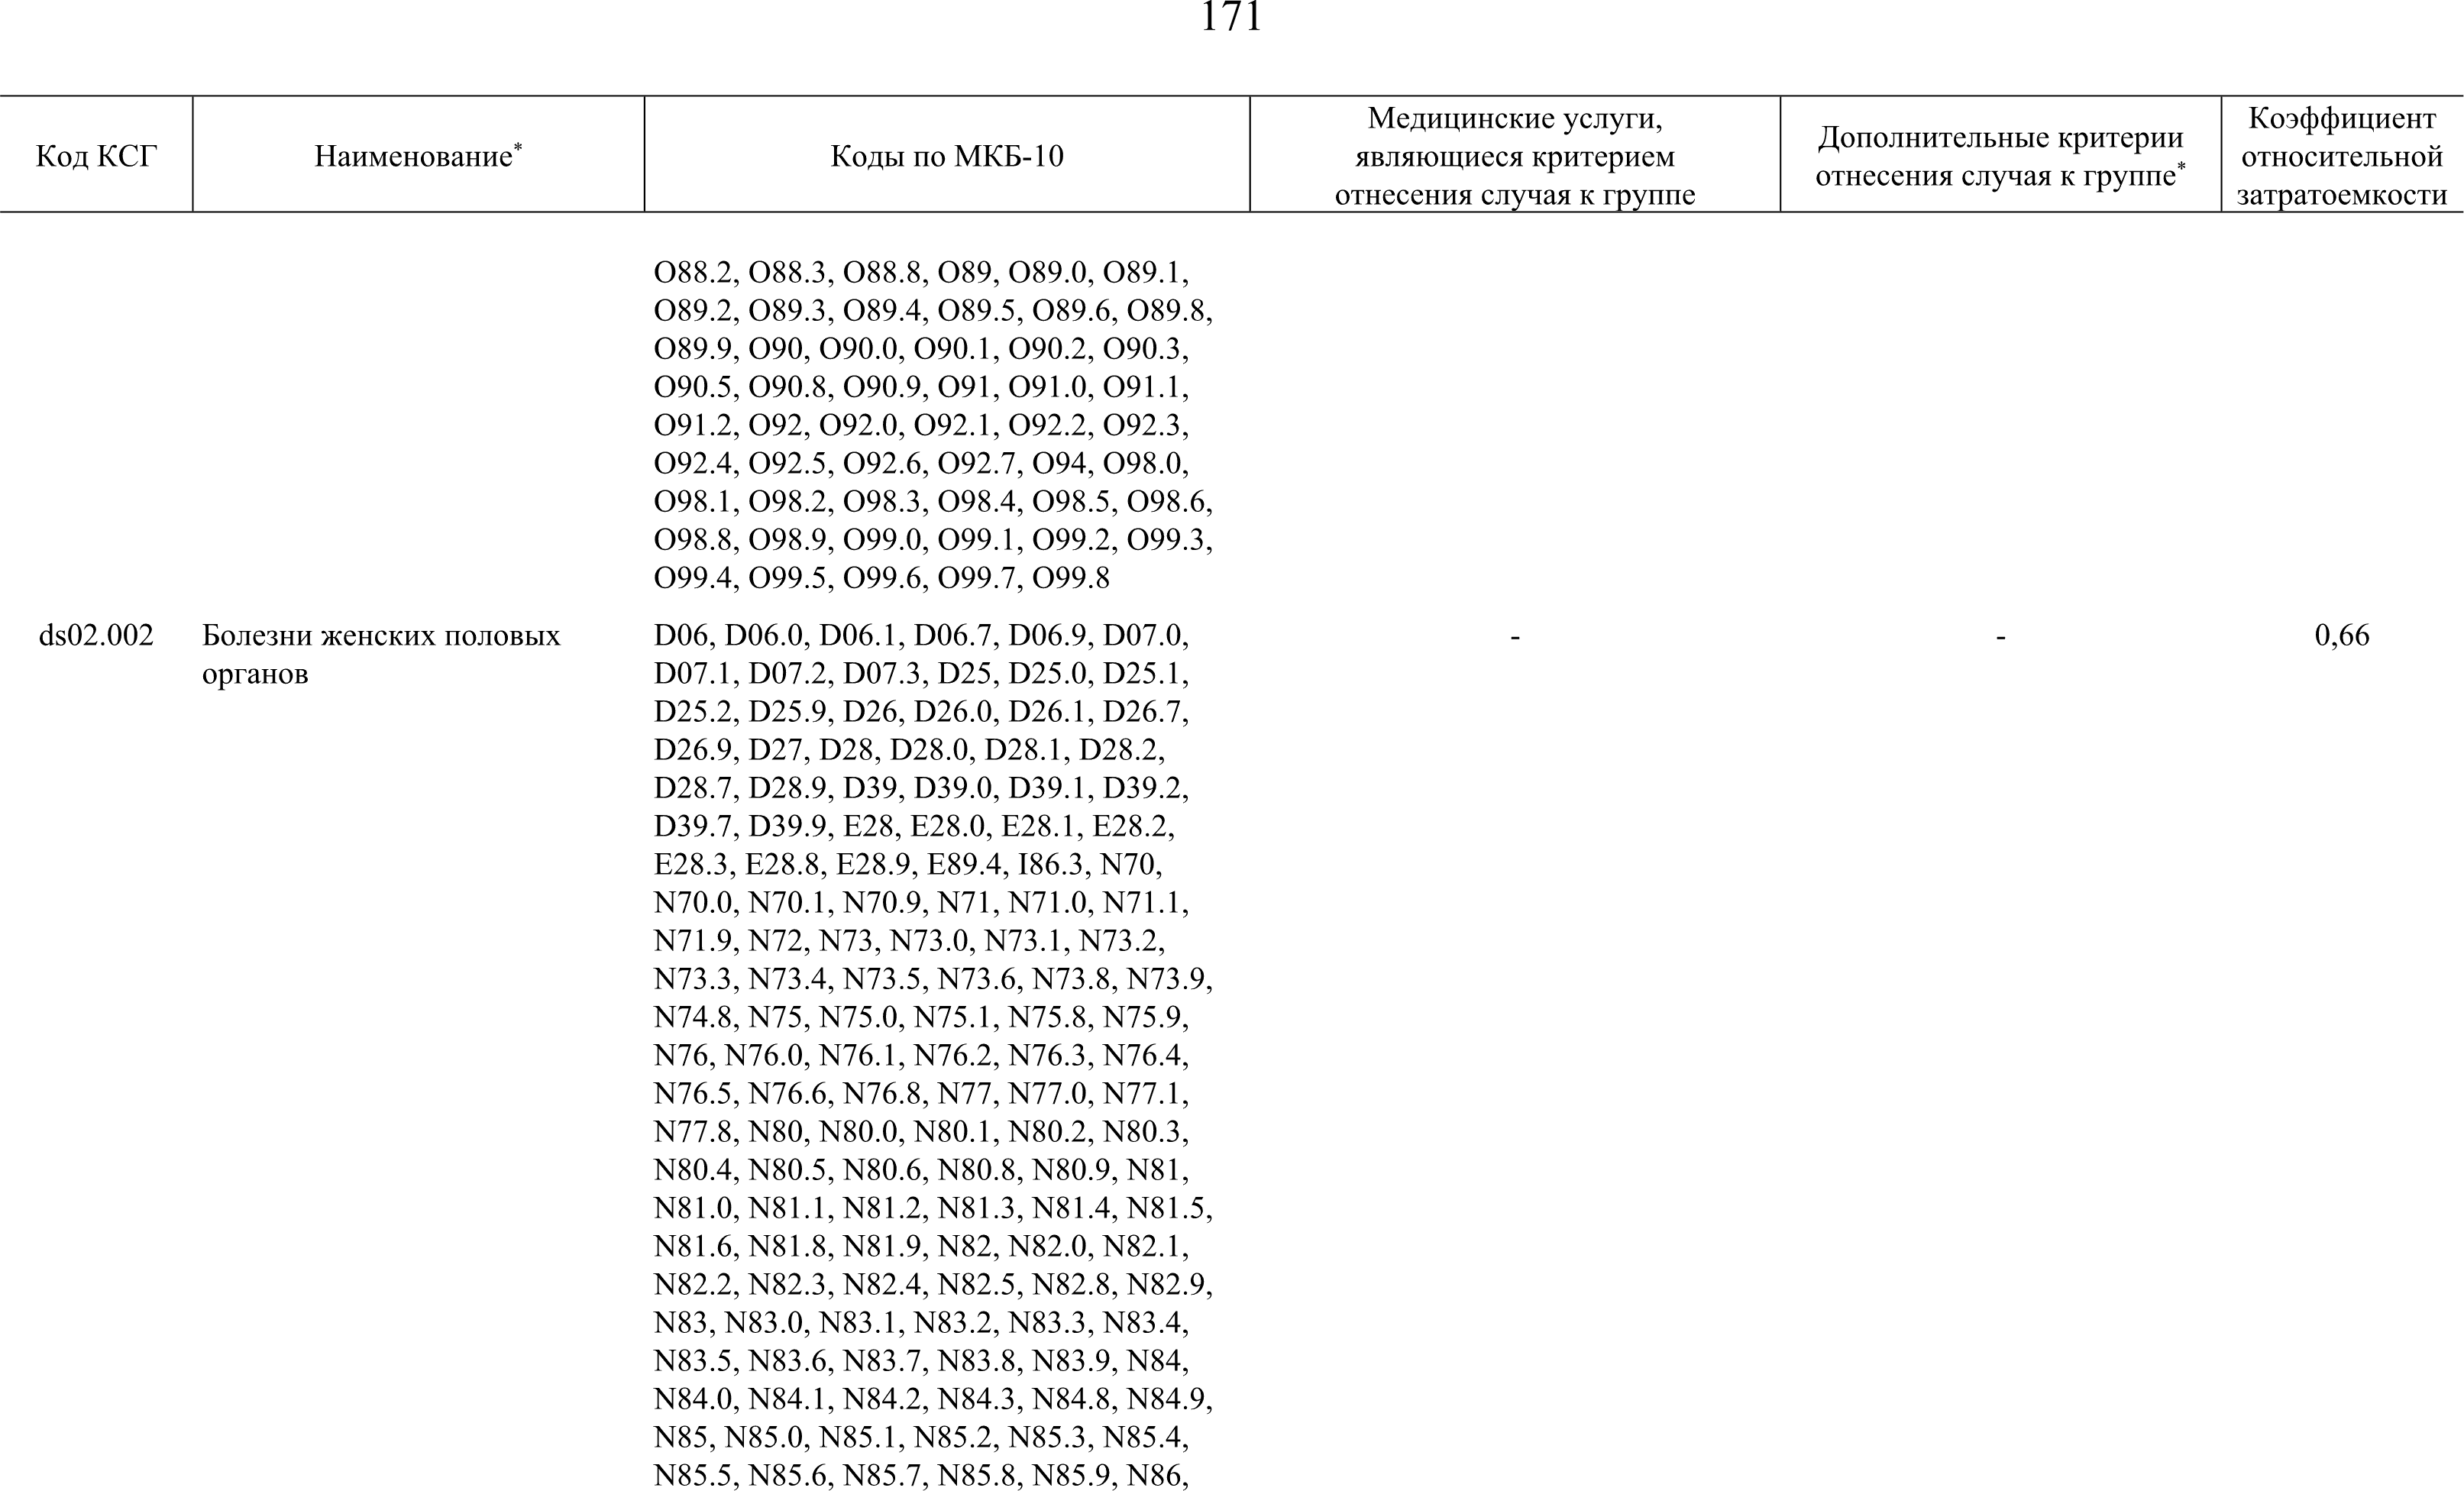 171
Код КСГ
Наименование*
Коды по МКБ-10
Медицинские услуги,
являющиеся критерием
отнесения случая к группе
Дополнительные критерии
отнесения случая к группе*
Коэффициент
относительной
затратоемкости
O88.2, O88.3, O88.8, O89, O89.0, O89.1,
O89.2, O89.3, O89.4, O89.5, O89.6, O89.8,
O89.9, O90, O90.0, O90.1, O90.2, O90.3,
O90.5, O90.8, O90.9, O91, O91.0, O91.1,
O91.2, O92, O92.0, O92.1, O92.2, O92.3,
O92.4, O92.5, O92.6, O92.7, O94, O98.0,
O98.1, O98.2, O98.3, O98.4, O98.5, O98.6,
O98.8, O98.9, O99.0, O99.1, O99.2, O99.3,
O99.4, O99.5, O99.6, O99.7, O99.8
ds02.002 Болезни женских половых D06, D06.0, D06.1, D06.7, D06.9, D07.0, - - 0,66
органов D07.1, D07.2, D07.3, D25, D25.0, D25.1,
D25.2, D25.9, D26, D26.0, D26.1, D26.7,
D26.9, D27, D28, D28.0, D28.1, D28.2,
D28.7, D28.9, D39, D39.0, D39.1, D39.2,
D39.7, D39.9, E28, E28.0, E28.1, E28.2,
E28.3, E28.8, E28.9, E89.4, I86.3, N70,
N70.0, N70.1, N70.9, N71, N71.0, N71.1,
N71.9, N72, N73, N73.0, N73.1, N73.2,
N73.3, N73.4, N73.5, N73.6, N73.8, N73.9,
N74.8, N75, N75.0, N75.1, N75.8, N75.9,
N76, N76.0, N76.1, N76.2, N76.3, N76.4,
N76.5, N76.6, N76.8, N77, N77.0, N77.1,
N77.8, N80, N80.0, N80.1, N80.2, N80.3,
N80.4, N80.5, N80.6, N80.8, N80.9, N81,
N81.0, N81.1, N81.2, N81.3, N81.4, N81.5,
N81.6, N81.8, N81.9, N82, N82.0, N82.1,
N82.2, N82.3, N82.4, N82.5, N82.8, N82.9,
N83, N83.0, N83.1, N83.2, N83.3, N83.4,
N83.5, N83.6, N83.7, N83.8, N83.9, N84,
N84.0, N84.1, N84.2, N84.3, N84.8, N84.9,
N85, N85.0, N85.1, N85.2, N85.3, N85.4,
N85.5, N85.6, N85.7, N85.8, N85.9, N86,